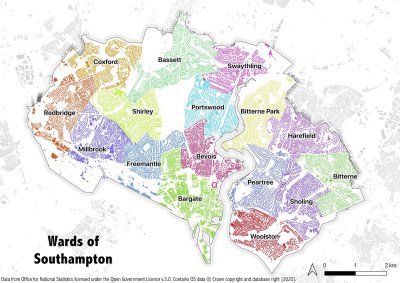 Bassett
Coxford
Swaythling
Portswood
Redbridge
Shirley
Bitterne Park
Harefield
Millbrook
Bevois
Freemantle
Bitterne
Peartree
Bargate
Sholing
Woolston
Wards of
Southampton
0 1 2 km
Data from Office for National Statistics licensed under the Open Government Licence v.3.0. Contains OS data © Crown copyright and database right [2020].